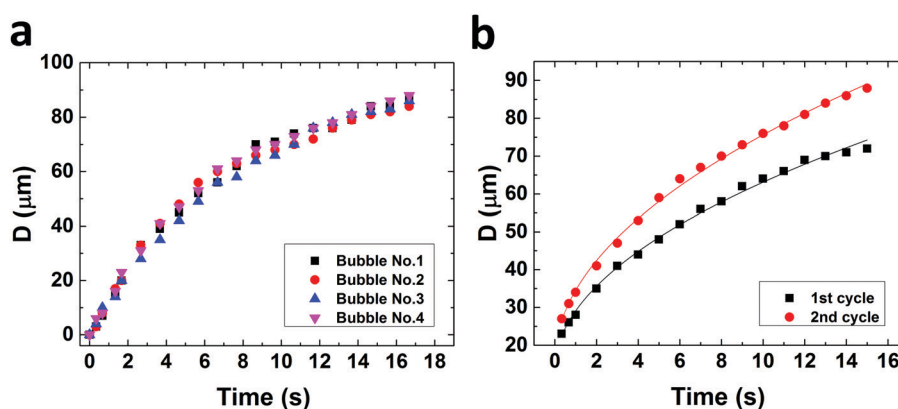 a
D (μm)
100
80
60
40
20
0
0 2 4 6 8 10 12 14 16 18
Time (s)
Bubble No.1
Bubble No.2
Bubble No.3
Bubble No.4
b
D (μm)
90
80
70
60
50
40
30
20
0 2 4 6 8 10 12 14 16
Time (s)
1st cycle
2nd cycle